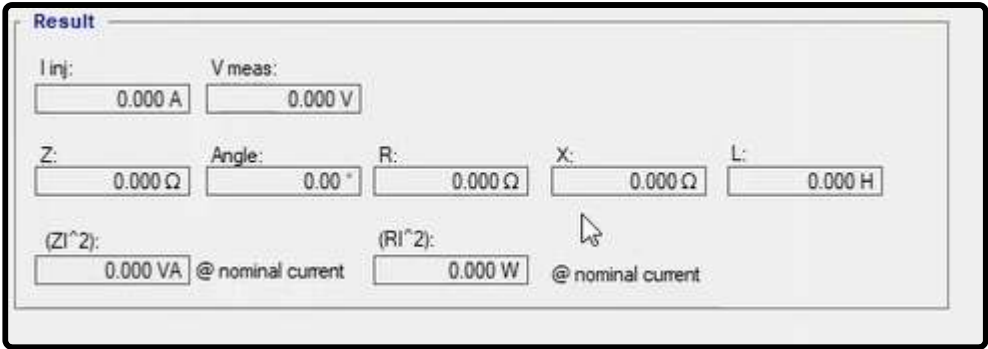 Result
I inj: V meas:
0.000 A 0.000 V
Z: Angle: R: X: L:
0.000 Ω 0.00 ° 0.000 Ω 0.000 Ω 0.000 H
(ZI^2): (RI^2):
0.000 VA @ nominal current 0.000 W @ nominal current